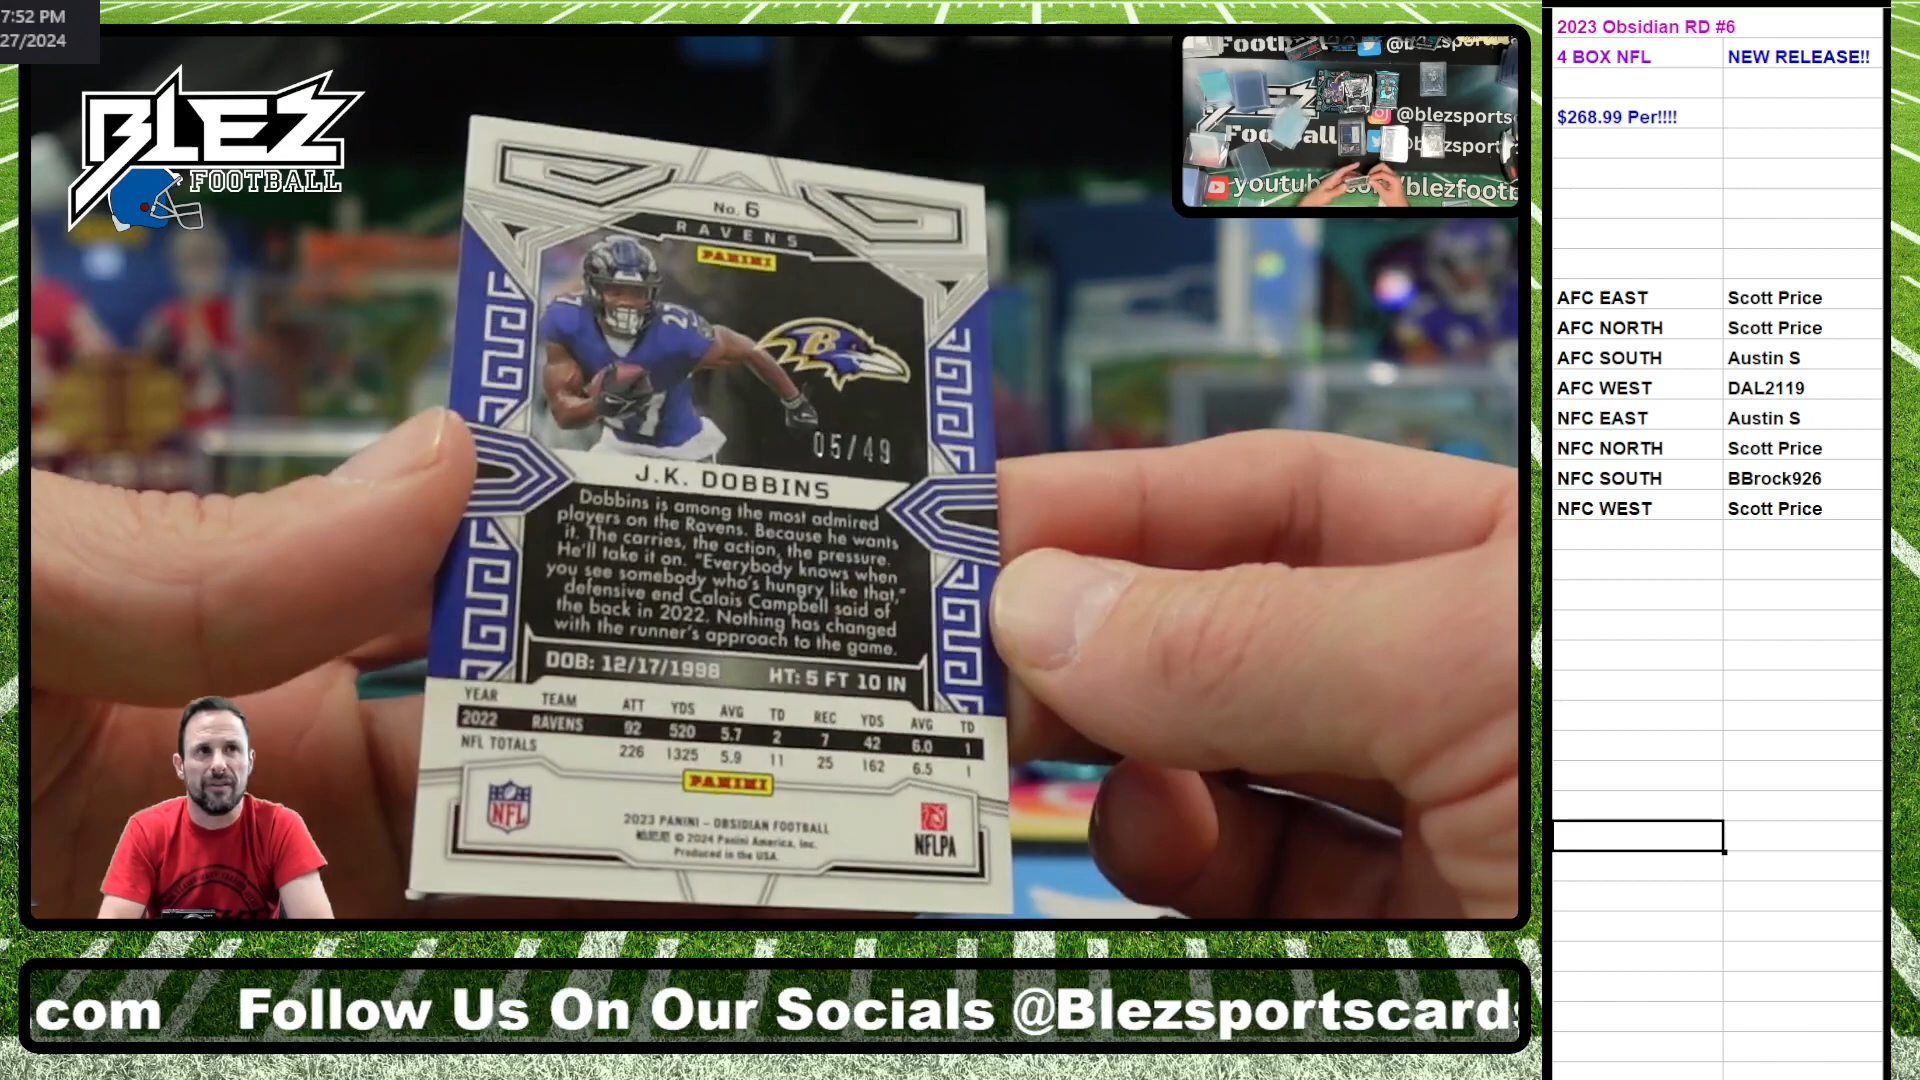 7:52 PM
27/2024
BLEZ
FOOTBALL
No. 6
RAVENS
PANINI
27
27
B
05/49
J.K. DOBBINS
Dobbins is among the most admired
players on the Ravens. Because he wants
it. The carries, the action, the pressure.
He'll take it on. "Everybody knows when
you see somebody who's hungry like that,"
defensive end Calais Campbell said of
the back in 2022. Nothing has changed
with the runner's approach to the game.
DOB: 12/17/1998 HT: 5 FT 10 IN
YEAR TEAM ATT YDS AVG TD REC YDS AVG TD
2022 RAVENS 92 520 5.7 2 7 42 6.0 1
NFL TOTALS 226 1325 5.9 11 25 162 6.5 1
PANINI
NFL
NFLPA
2023 PANINI – OBSIDIAN FOOTBALL
© 2024 Panini America, Inc.
Produced in the USA.
@blezsports
Football
youtube.com/blezfootb
com Follow Us On Our Socials @Blezsportscards
2023 Obsidian RD #6
4 BOX NFL NEW RELEASE!!
$268.99 Per!!!!
AFC EAST Scott Price
AFC NORTH Scott Price
AFC SOUTH Austin S
AFC WEST DAL2119
NFC EAST Austin S
NFC NORTH Scott Price
NFC SOUTH BBrock926
NFC WEST Scott Price